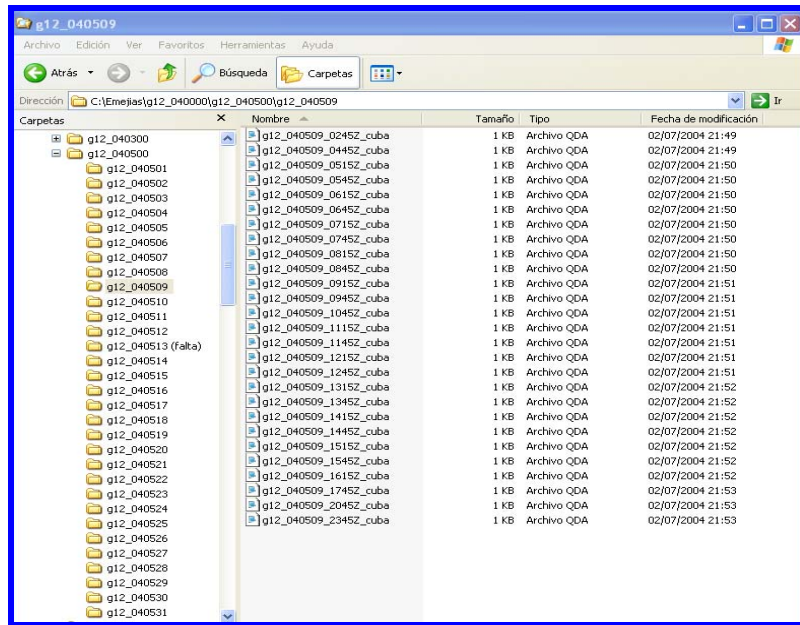 g12_040509
Archivo Edición Ver Favoritos Herramientas Ayuda
Atrás Búsqueda Carpetas
Dirección C:\Emejias\g12_040000\g12_040500\g12_040509 Ir
Carpetas
g12_040300
g12_040500
g12_040501
g12_040502
g12_040503
g12_040504
g12_040505
g12_040506
g12_040507
g12_040508
g12_040509
g12_040510
g12_040511
g12_040512
g12_040513 (falta)
g12_040514
g12_040515
g12_040516
g12_040517
g12_040518
g12_040519
g12_040520
g12_040521
g12_040522
g12_040523
g12_040524
g12_040525
g12_040526
g12_040527
g12_040528
g12_040529
g12_040530
g12_040531
Nombre Tamaño Tipo Fecha de modificación
g12_040509_0245Z_cuba 1 KB Archivo QDA 02/07/2004 21:49
g12_040509_0445Z_cuba 1 KB Archivo QDA 02/07/2004 21:49
g12_040509_0515Z_cuba 1 KB Archivo QDA 02/07/2004 21:50
g12_040509_0545Z_cuba 1 KB Archivo QDA 02/07/2004 21:50
g12_040509_0615Z_cuba 1 KB Archivo QDA 02/07/2004 21:50
g12_040509_0645Z_cuba 1 KB Archivo QDA 02/07/2004 21:50
g12_040509_0715Z_cuba 1 KB Archivo QDA 02/07/2004 21:50
g12_040509_0745Z_cuba 1 KB Archivo QDA 02/07/2004 21:50
g12_040509_0815Z_cuba 1 KB Archivo QDA 02/07/2004 21:50
g12_040509_0845Z_cuba 1 KB Archivo QDA 02/07/2004 21:50
g12_040509_0915Z_cuba 1 KB Archivo QDA 02/07/2004 21:51
g12_040509_0945Z_cuba 1 KB Archivo QDA 02/07/2004 21:51
g12_040509_1045Z_cuba 1 KB Archivo QDA 02/07/2004 21:51
g12_040509_1115Z_cuba 1 KB Archivo QDA 02/07/2004 21:51
g12_040509_1145Z_cuba 1 KB Archivo QDA 02/07/2004 21:51
g12_040509_1215Z_cuba 1 KB Archivo QDA 02/07/2004 21:51
g12_040509_1245Z_cuba 1 KB Archivo QDA 02/07/2004 21:51
g12_040509_1315Z_cuba 1 KB Archivo QDA 02/07/2004 21:52
g12_040509_1345Z_cuba 1 KB Archivo QDA 02/07/2004 21:52
g12_040509_1415Z_cuba 1 KB Archivo QDA 02/07/2004 21:52
g12_040509_1445Z_cuba 1 KB Archivo QDA 02/07/2004 21:52
g12_040509_1515Z_cuba 1 KB Archivo QDA 02/07/2004 21:52
g12_040509_1545Z_cuba 1 KB Archivo QDA 02/07/2004 21:52
g12_040509_1615Z_cuba 1 KB Archivo QDA 02/07/2004 21:52
g12_040509_1745Z_cuba 1 KB Archivo QDA 02/07/2004 21:53
g12_040509_2045Z_cuba 1 KB Archivo QDA 02/07/2004 21:53
g12_040509_2345Z_cuba 1 KB Archivo QDA 02/07/2004 21:53